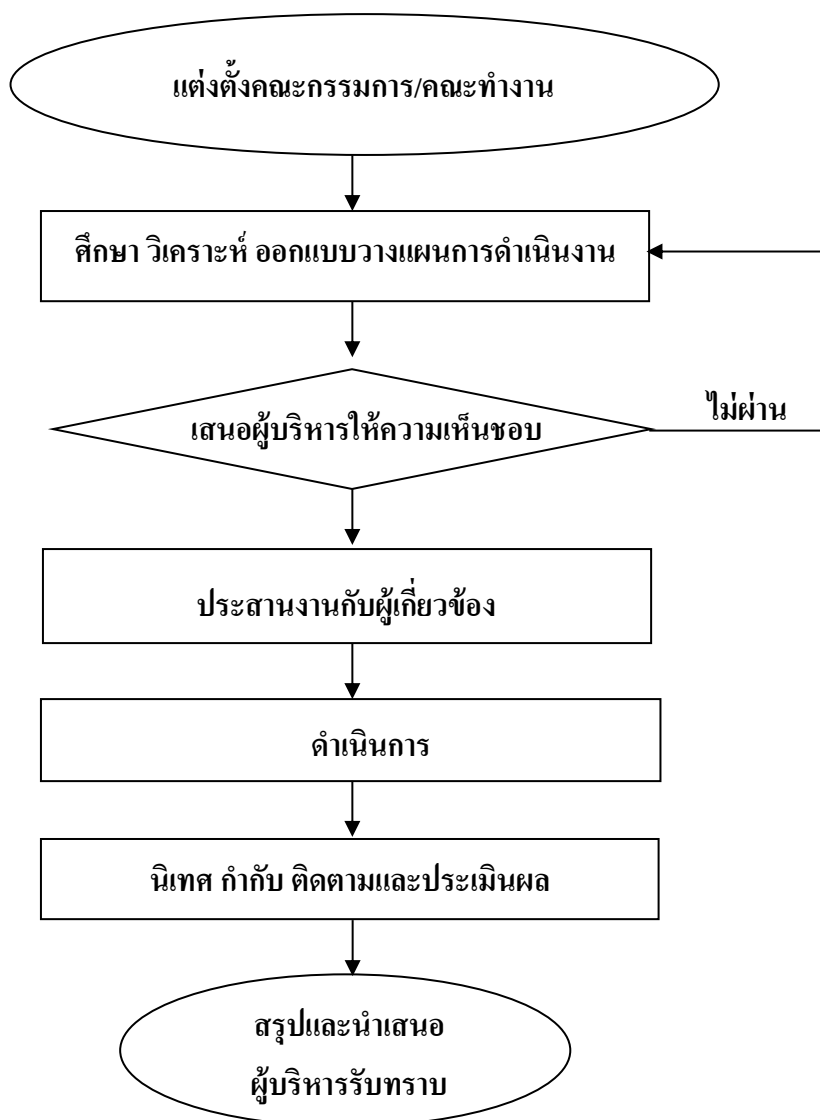 แต่งตั้งคณะกรรมการ/คณะทำงาน
ศึกษา วิเคราะห์ ออกแบบวางแผนการดำเนินงาน
เสนอผู้บริหารให้ความเห็นชอบ
ไม่ผ่าน
ประสานงานกับผู้เกี่ยวข้อง
ดำเนินการ
นิเทศ กำกับ ติดตามและประเมินผล
สรุปและนำเสนอ
ผู้บริหารรับทราบ